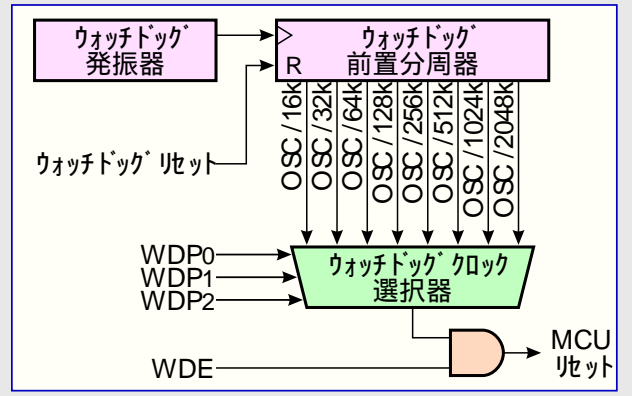 ウォッチドッグ
発振器
ウォッチドッグ
前置分周器
R
OSC/16k
OSC/32k
OSC/64k
OSC/128k
OSC/256k
OSC/512k
OSC/1024k
OSC/2048k
ウォッチドッグ リセット
WDP0
WDP1
WDP2
ウォッチドッグ クロック
選択器
WDE
MCU
リセット